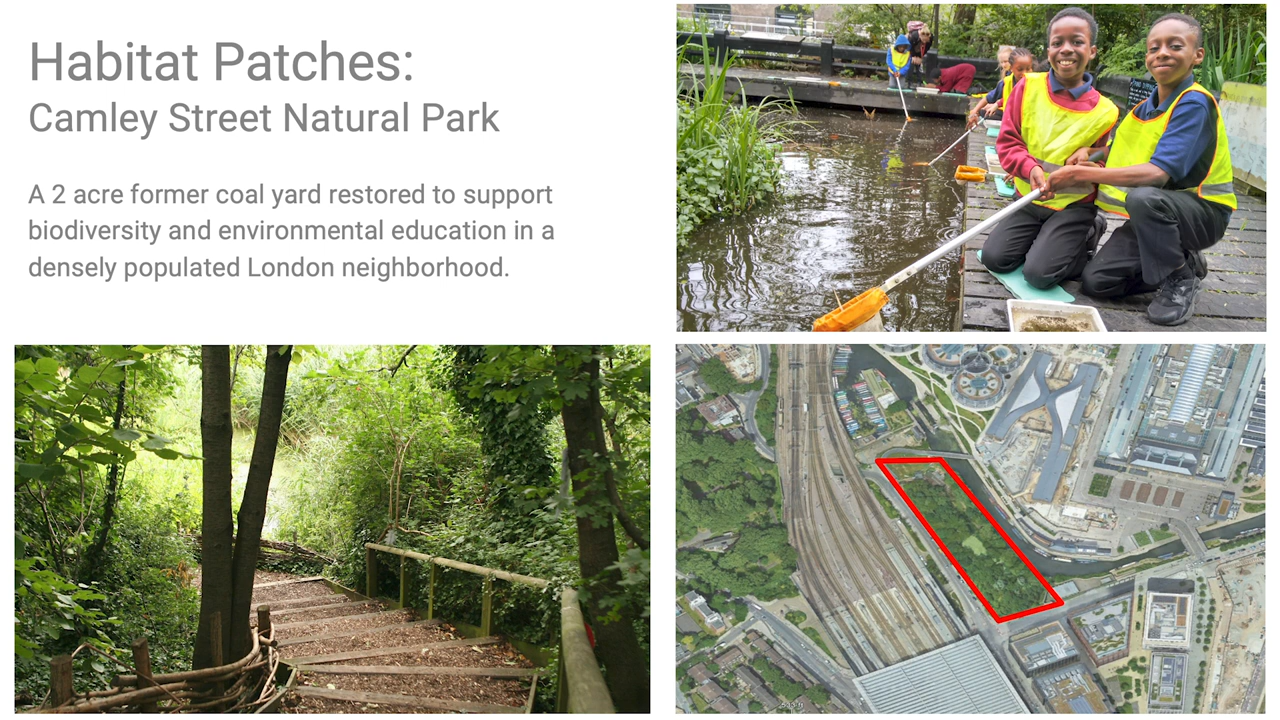 Habitat Patches:
Camley Street Natural Park
A 2 acre former coal yard restored to support
biodiversity and environmental education in a
densely populated London neighborhood.